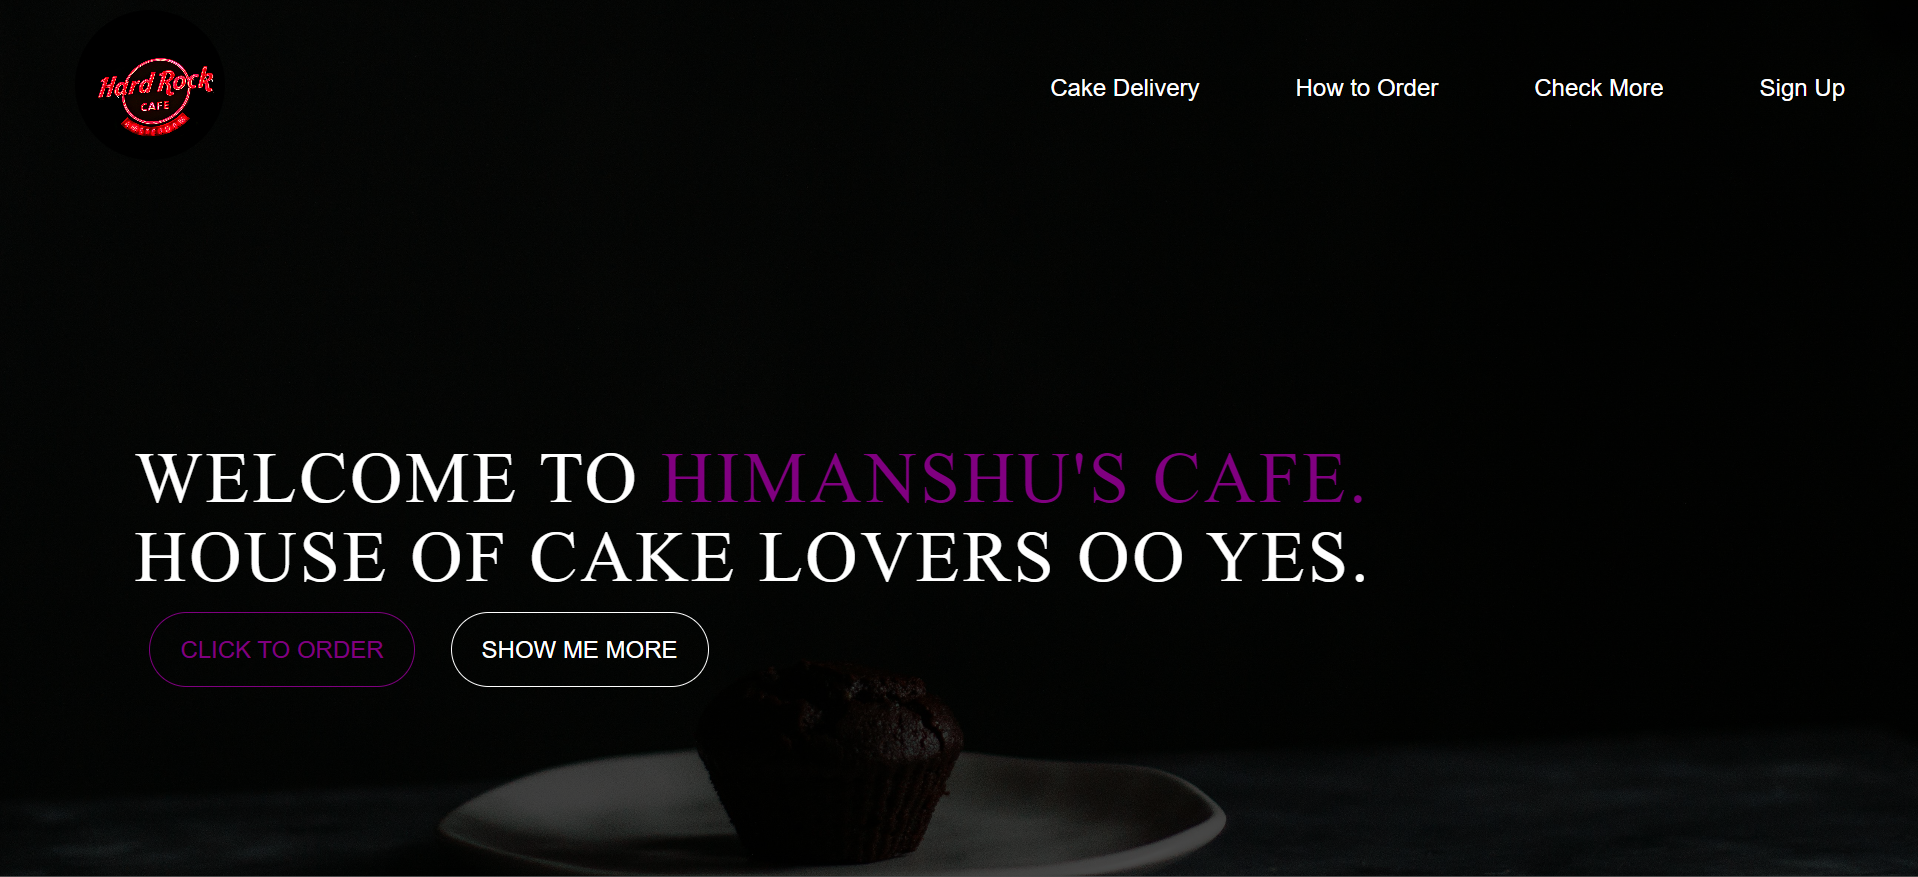 Hard Rock
CAFE
AMSTERDAM
Cake Delivery
How to Order
Check More
Sign Up
WELCOME TO HIMANSHU'S CAFE.
HOUSE OF CAKE LOVERS OO YES.
CLICK TO ORDER
SHOW ME MORE